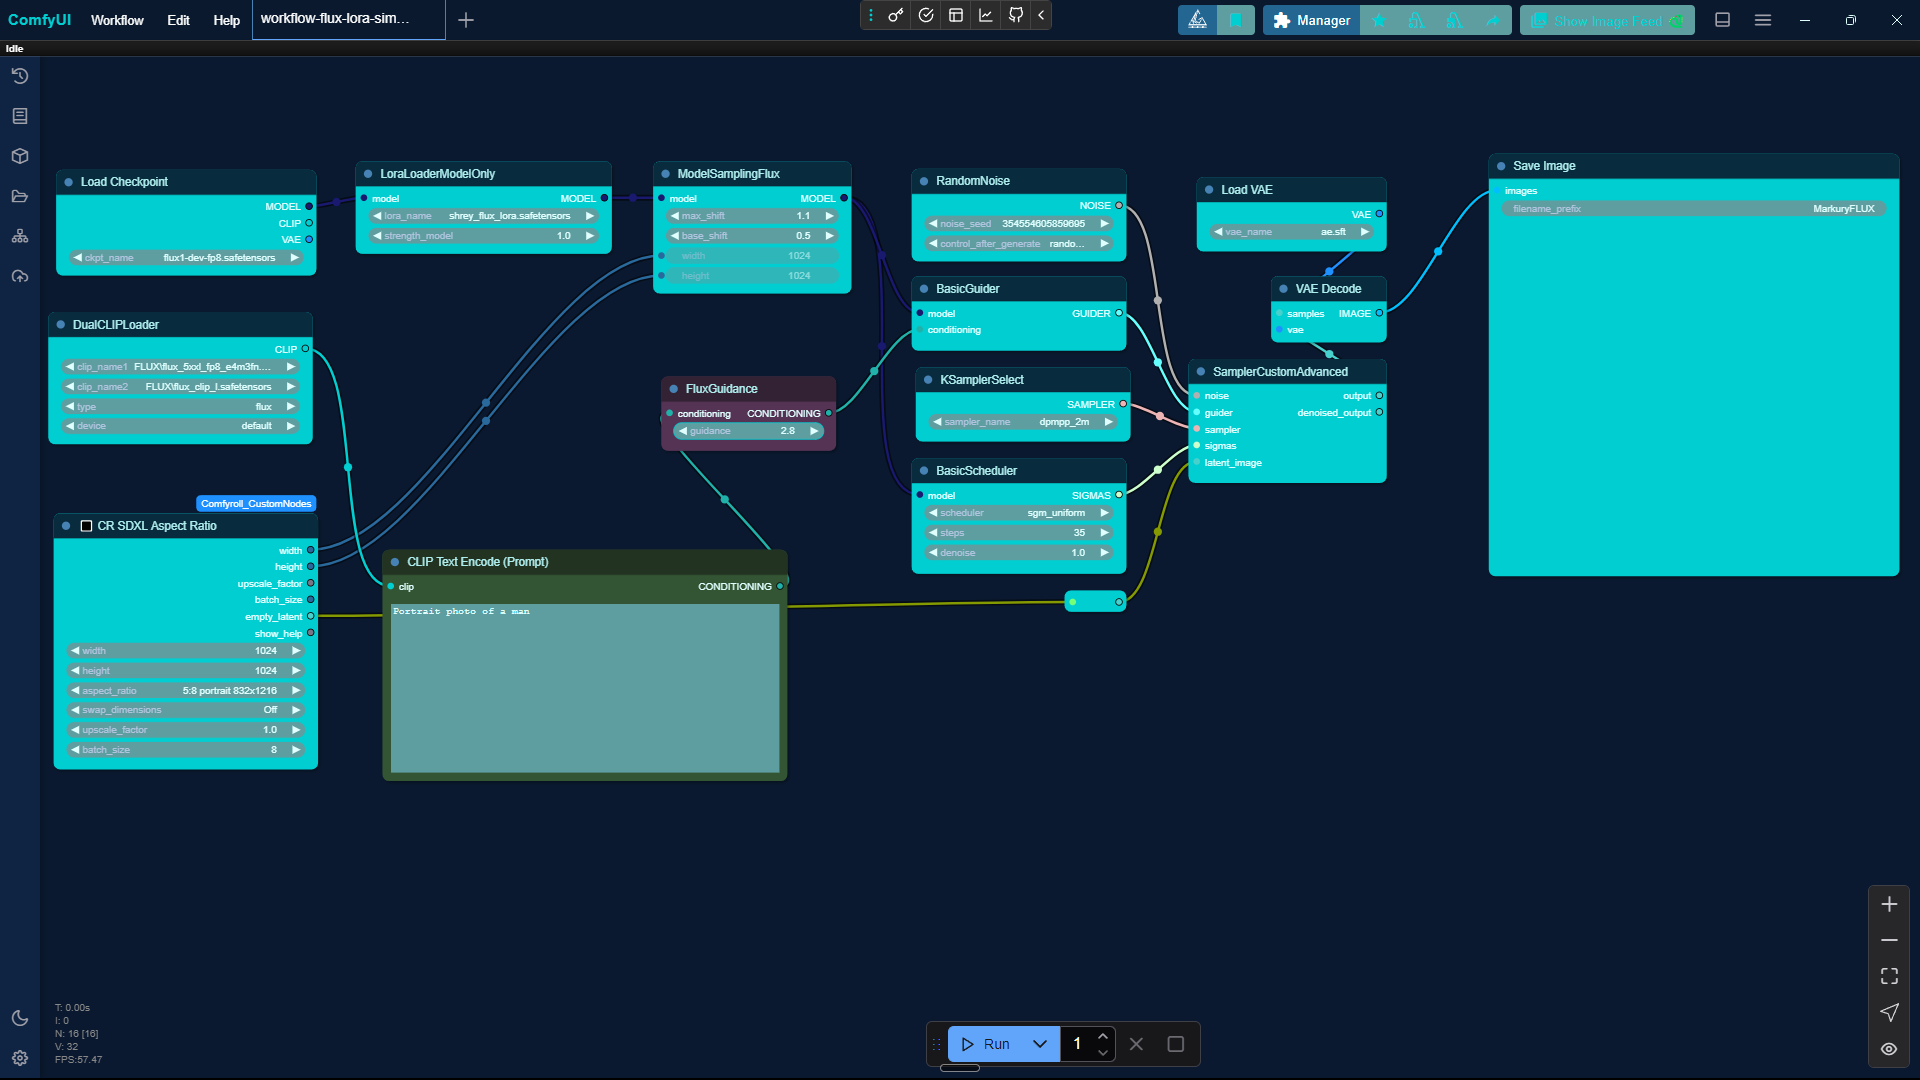 ComfyUI Workflow Edit Help workflow-flux-lora-sim... Manager Show Image Feed
Idle
Load Checkpoint
MODEL
CLIP
VAE
ckpt_name flux1-dev-fp8.safetensors
LoraLoaderModelOnly
model MODEL
lora_name shrey_flux_lora.safetensors
strength_model 1.0
ModelSamplingFlux
model MODEL
max_shift 1.1
base_shift 0.5
width 1024
height 1024
RandomNoise
NOISE
noise_seed 354554605859695
control_after_generate rando...
Load VAE
VAE
vae_name ae.sft
Save Image
images
filename_prefix MarkuryFLUX
DualCLIPLoader
CLIP
clip_name1 FLUX\flux_5xxl_fp8_e4m3fn....
clip_name2 FLUX\flux_clip_l.safetensors
type flux
device default
BasicGuider
model GUIDER
conditioning
VAE Decode
samples IMAGE
vae
FluxGuidance
conditioning CONDITIONING
guidance 2.8
KSamplerSelect
SAMPLER
sampler_name dpmpp_2m
SamplerCustomAdvanced
noise output
guider denoised_output
sampler
sigmas
latent_image
BasicScheduler
model SIGMAS
scheduler sgm_uniform
steps 35
denoise 1.0
Comfyroll_CustomNodes
CR SDXL Aspect Ratio
width
height
upscale_factor
batch_size
empty_latent
show_help
width 1024
height 1024
aspect_ratio 5:8 portrait 832x1216
swap_dimensions Off
upscale_factor 1.0
batch_size 8
CLIP Text Encode (Prompt)
clip CONDITIONING
Portrait photo of a man
T: 0.00s
I: 0
N: 16 [16]
V: 32
FPS:57.47
Run 1